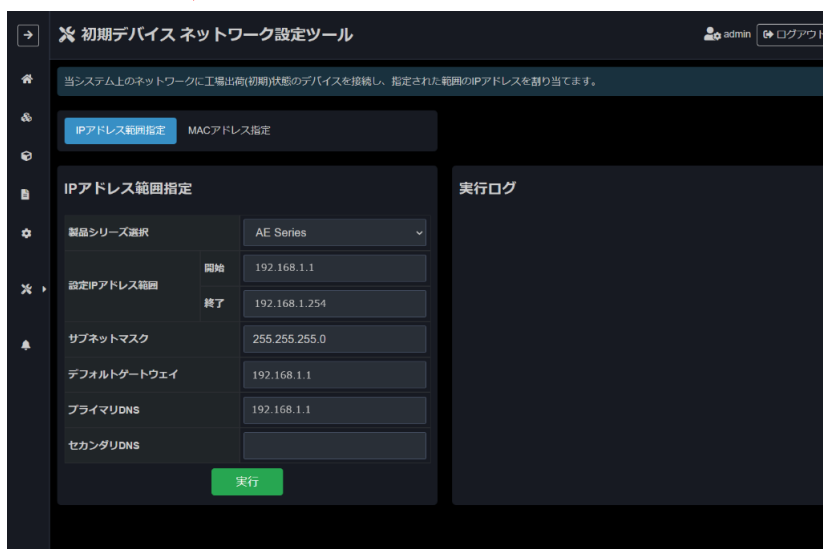 初期デバイス ネットワーク設定ツール
admin
ログアウト
当システム上のネットワークに工場出荷(初期)状態のデバイスを接続し、指定された範囲のIPアドレスを割り当てます。
IPアドレス範囲指定 MACアドレス指定
IPアドレス範囲指定
製品シリーズ選択 AE Series
設定IPアドレス範囲
開始 192.168.1.1
終了 192.168.1.254
サブネットマスク 255.255.255.0
デフォルトゲートウェイ 192.168.1.1
プライマリDNS 192.168.1.1
セカンダリDNS
実行
実行ログ